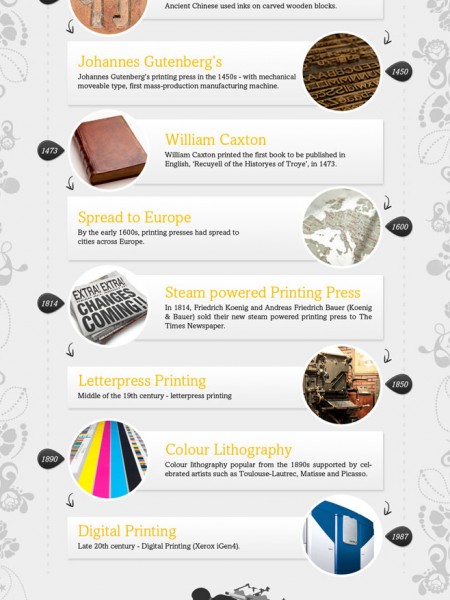 Ancient Chinese used inks on carved wooden blocks.
Johannes Gutenberg's
Johannes Gutenberg's printing press in the 1450s - with mechanical
moveable type, first mass-production manufacturing machine.
1450
William Caxton
1473
William Caxton printed the first book to be published in
English, 'Recuyell of the Historyes of Troye', in 1473.
Spread to Europe
1600
By the early 1600s, printing presses had spread to
cities across Europe.
EXTRA! EXTRA!
CHANGES
COMING!
1814
Steam powered Printing Press
In 1814, Friedrich Koenig and Andreas Friedrich Bauer (Koenig
& Bauer) sold their new steam powered printing press to The
Times Newspaper.
Letterpress Printing
1850
Middle of the 19th century - letterpress printing
Colour Lithography
1890
Colour lithography popular from the 1890s supported by cel-
ebrated artists such as Toulouse-Lautrec, Matisse and Picasso.
Digital Printing
1987
Late 20th century - Digital Printing (Xerox iGen4).